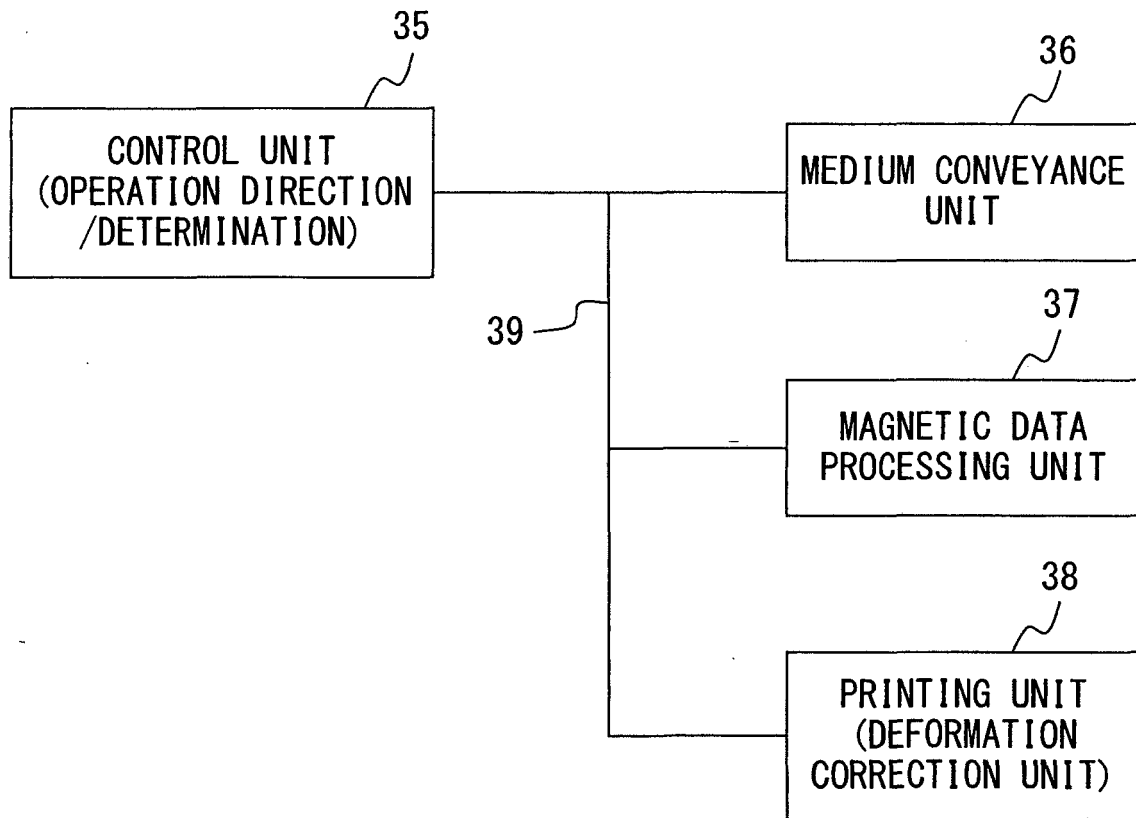 35
CONTROL UNIT
(OPERATION DIRECTION
/DETERMINATION)
36
MEDIUM CONVEYANCE
UNIT
39
37
MAGNETIC DATA
PROCESSING UNIT
38
PRINTING UNIT
(DEFORMATION
CORRECTION UNIT)